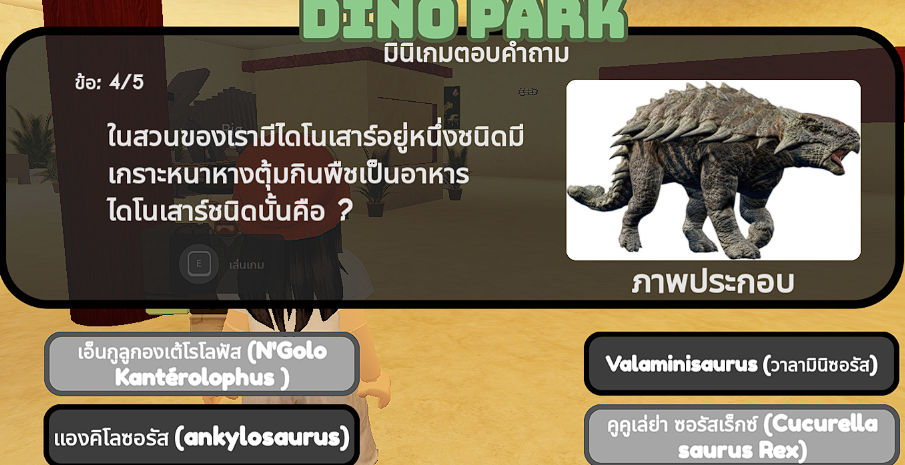 DINO PARK
มินิเกมตอบคำถาม
ข้อ: 4/5
ในสวนของเรามีไดโนเสาร์อยู่หนึ่งชนิดมี
เกราะหนาหางตุ้มกินพืชเป็นอาหาร
ไดโนเสาร์ชนิดนั้นคือ ?
E เล่นเกม
ภาพประกอบ
เอ็นกูลูกองเต้โรโลฟัส (N'Golo
Kantérolophus )
Valaminisaurus (วาลามินิซอรัส)
แองคิโลซอรัส (ankylosaurus)
คูคูเล่ย่า ซอรัสเร็กซ์ (Cucurella
saurus Rex)